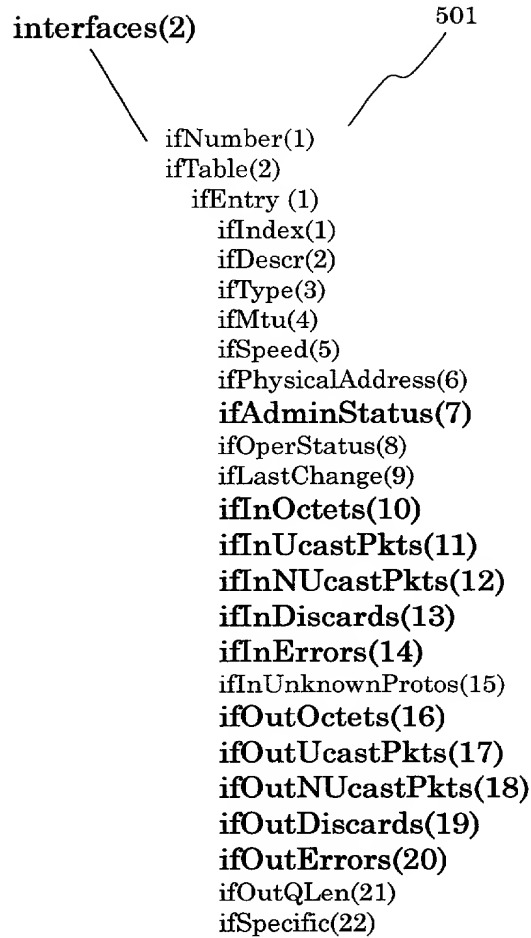 interfaces(2)
501
ifNumber(1)
ifTable(2)
ifEntry (1)
ifIndex(1)
ifDescr(2)
ifType(3)
ifMtu(4)
ifSpeed(5)
ifPhysicalAddress(6)
ifAdminStatus(7)
ifOperStatus(8)
ifLastChange(9)
ifInOctets(10)
ifInUcastPkts(11)
ifInNUcastPkts(12)
ifInDiscards(13)
ifInErrors(14)
ifInUnknownProtos(15)
ifOutOctets(16)
ifOutUcastPkts(17)
ifOutNUcastPkts(18)
ifOutDiscards(19)
ifOutErrors(20)
ifOutQLen(21)
ifSpecific(22)